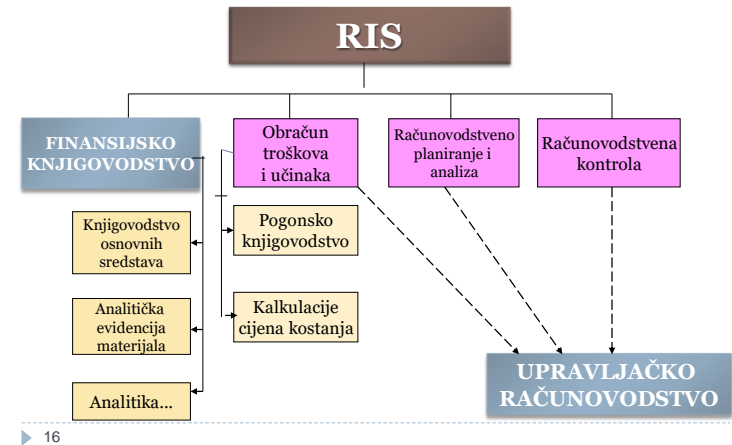 RIS
FINANSIJSKO
KNJIGOVODSTVO
Obračun
troškova
i učinaka
Računovodstveno
planiranje i
analiza
Računovodstvena
kontrola
Knjigovodstvo
osnovnih
sredstava
Pogonsko
knjigovodstvo
Analitička
evidencija
materijala
Kalkulacije
cijena kostanja
Analitika...
UPRAVLJAČKO
RAČUNOVODSTVO
16